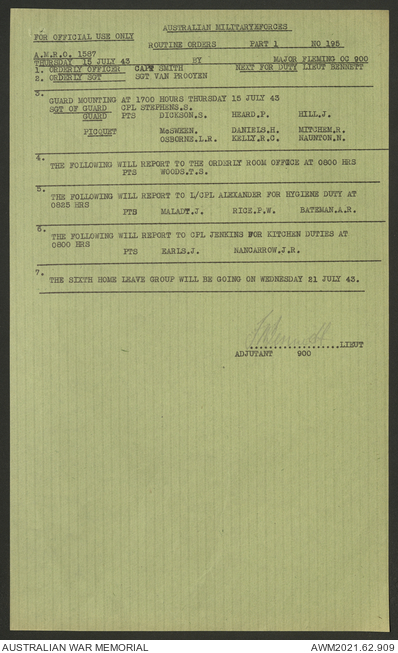 AUSTRALIAN MILITARYEFORCES
FOR OFFICIAL USE ONLY
ROUTINE ORDERS PART 1 NO 195
A.M.R.O. 1587
THURSDAY 15 JULY 43 BY MAJOR FLEMING OC 900
1. ORDERLY OFFICER CAPT SMITH NEXT FOR DUTY LIEUT BENNETT
2. ORDERLY SGT SGT VAN PROOYEN
3.
GUARD MOUNTING AT 1700 HOURS THURSDAY 15 JULY 43
SGT OF GUARD CPL STEPHENS.S.
GUARD PTS DICKSON.S. HEARD.P. HILL.J.
PICQUET McSWEEN. DANIELS.H. MITCHEM.R.
OSBORNE.L.R. KELLY.R.C. NAUNTON.N.
4.
THE FOLLOWING WILL REPORT TO THE ORDERLY ROOM OFFICE AT 0800 HRS
PTS WOODS.T.S.
5.
THE FOLLOWING WILL REPORT TO L/CPL ALEXANDER FOR HYGIENE DUTY AT
0825 HRS
PTS MALADY.J. RICE.P.W. BATEMAN.A.R.
6.
THE FOLLOWING WILL REPORT TO CPL JENKINS FOR KITCHEN DUTIES AT
0800 HRS
PTS EARLS.J. NANCARROW.J.R.
7. THE SIXTH HOME LEAVE GROUP WILL BE GOING ON WEDNESDAY 21 JULY 43.
....................LIEUT
ADJUTANT 900
AUSTRALIAN WAR MEMORIAL AWM2021.62.909